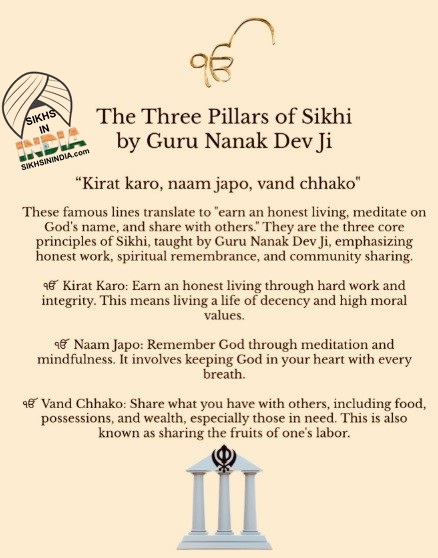 ੴ
SIKHS
IN
INDIA
SIKHSININDIA.com
The Three Pillars of Sikhi
by Guru Nanak Dev Ji
“Kirat karo, naam japo, vand chhako"
These famous lines translate to "earn an honest living, meditate on
God's name, and share with others." They are the three core
principles of Sikhi, taught by Guru Nanak Dev Ji, emphasizing
honest work, spiritual remembrance, and community sharing.
ੴ Kirat Karo: Earn an honest living through hard work and
integrity. This means living a life of decency and high moral
values.
ੴ Naam Japo: Remember God through meditation and
mindfulness. It involves keeping God in your heart with every
breath.
ੴ Vand Chhako: Share what you have with others, including food,
possessions, and wealth, especially those in need. This is also
known as sharing the fruits of one's labor.